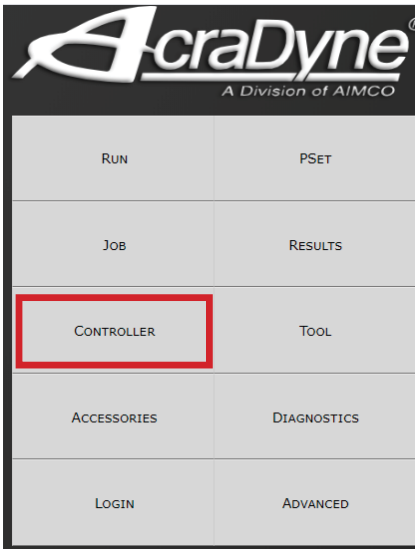 AcraDyne®
A Division of AIMCO
RUN PSET
JOB RESULTS
CONTROLLER TOOL
ACCESSORIES DIAGNOSTICS
LOGIN ADVANCED